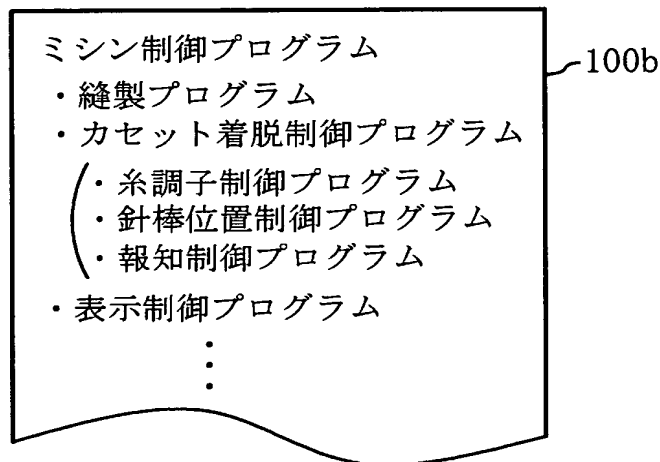 ミシン制御プログラム
100b
・縫製プログラム
・カセット着脱制御プログラム
・糸調子制御プログラム
・針棒位置制御プログラム
・報知制御プログラム
・表示制御プログラム